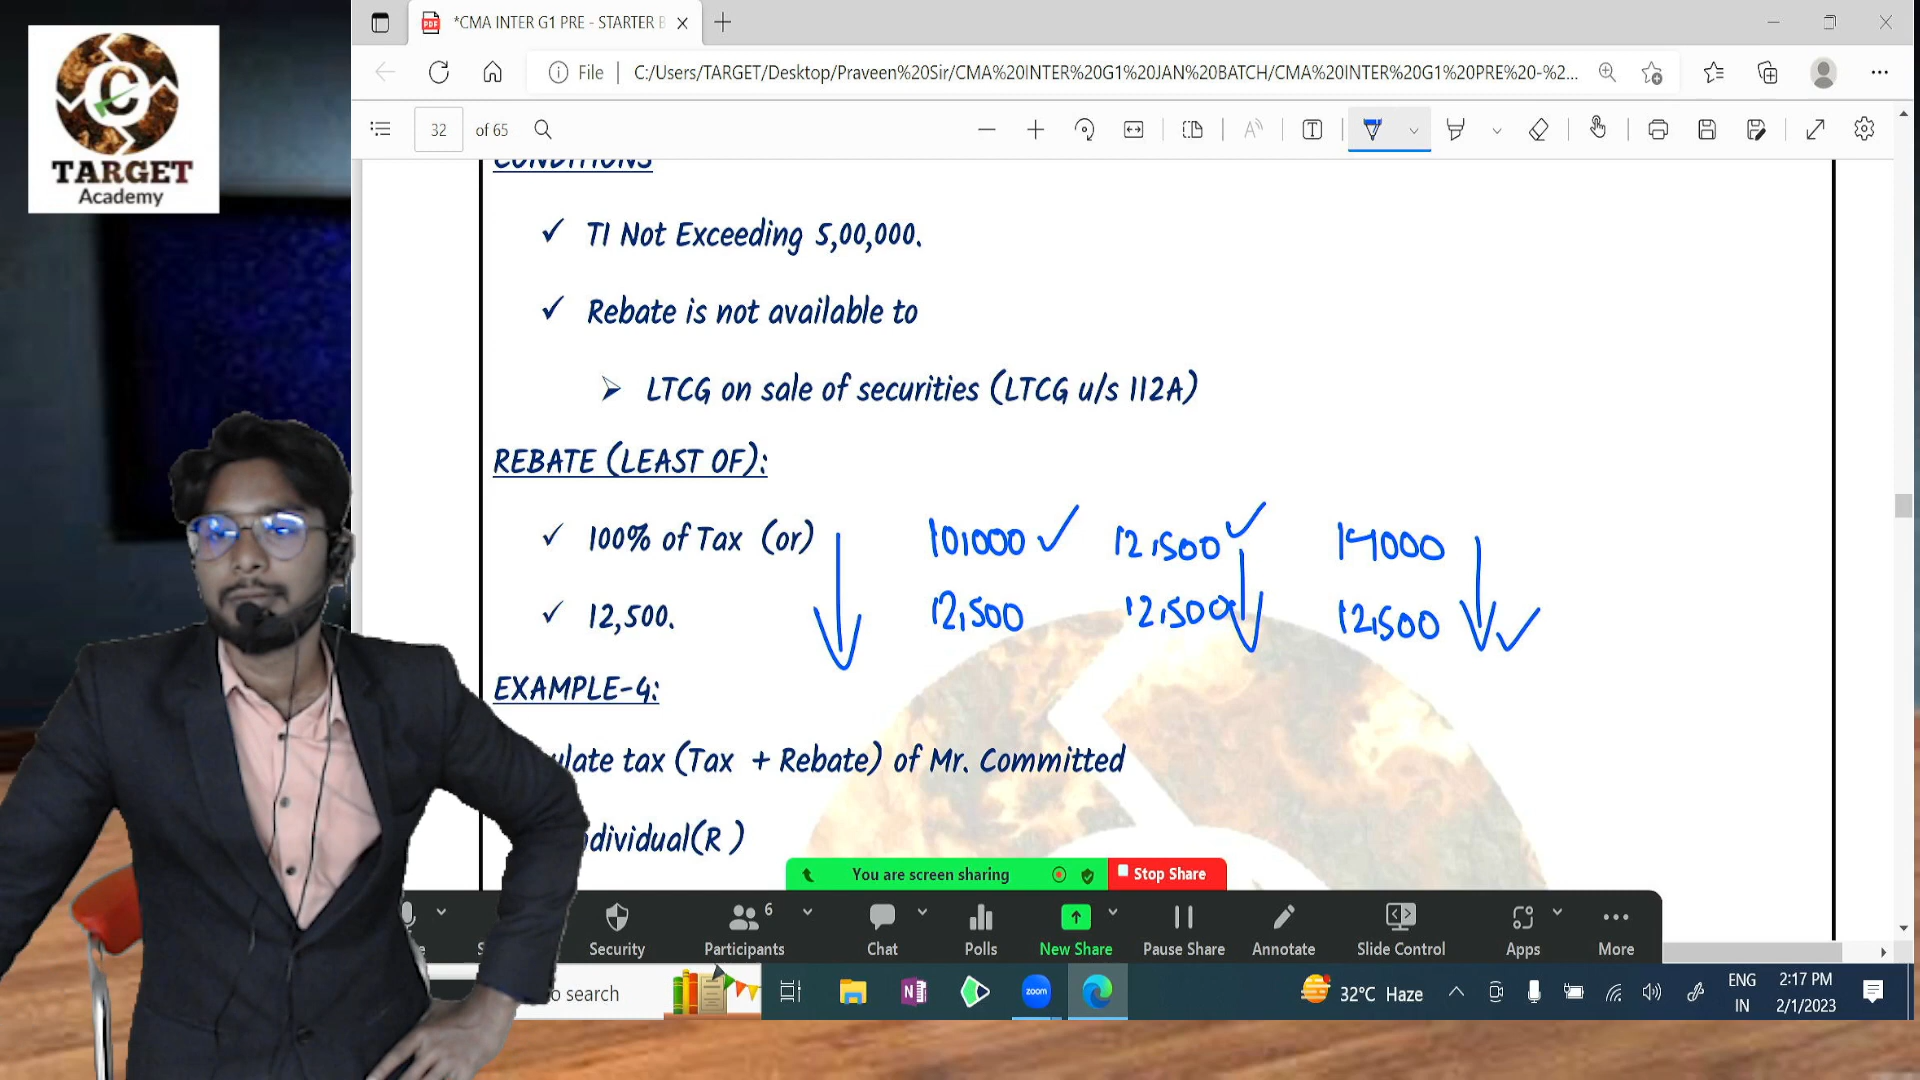 C
TARGET
Academy
*CMA INTER G1 PRE - STARTER B
File
C:/Users/TARGET/Desktop/Praveen%20Sir/CMA%20INTER%20G1%20JAN%20BATCH/CMA%20INTER%20G1%20PRE%20-%2...
32 of 65
CONDITIONS
✓ TI Not Exceeding 5,00,000.
✓ Rebate is not available to
➢ LTCG on sale of securities (LTCG u/s 112A)
REBATE (LEAST OF):
✓ 100% of Tax (or) 10,000 ✓ 12,500 ✓ 14000
✓ 12,500. 12,500 12,500 12,500 ✓
EXAMPLE-4:
ulate tax (Tax + Rebate) of Mr. Committed
dividual(R )
You are screen sharing Stop Share
6
Security Participants Chat Polls New Share Pause Share Annotate Slide Control Apps More
o search
zoom
32°C Haze
ENG
IN
2:17 PM
2/1/2023